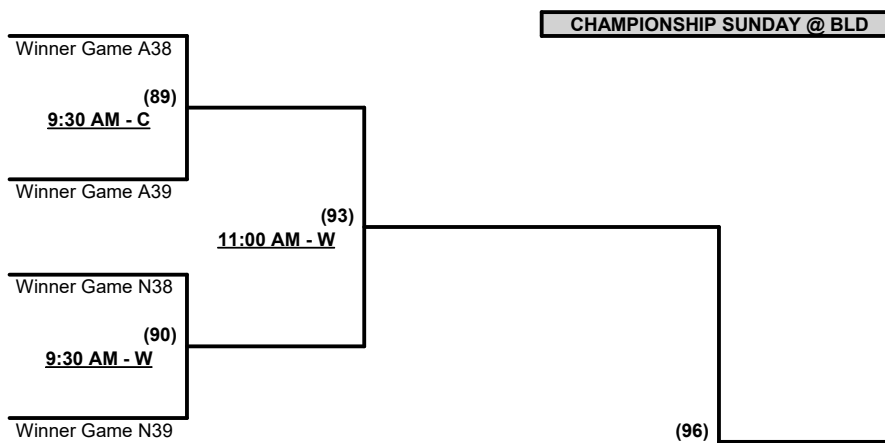 CHAMPIONSHIP SUNDAY @ BLD
Winner Game A38
(89)
9:30 AM - C
Winner Game A39
(93)
11:00 AM - W
Winner Game N38
(90)
9:30 AM - W
Winner Game N39
(96)